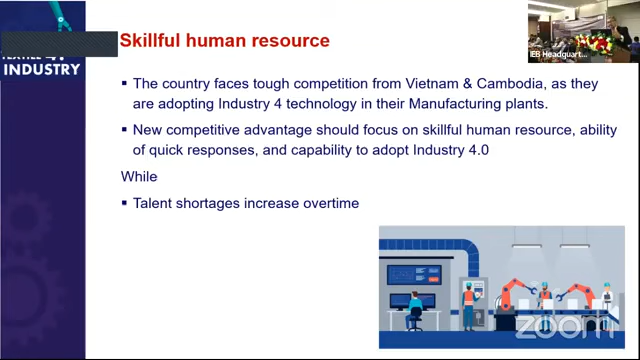 Skillful human resource
INDUSTRY
IEB Headquart...
▪ The country faces tough competition from Vietnam & Cambodia, as they
are adopting Industry 4 technology in their Manufacturing plants.
▪ New competitive advantage should focus on skillful human resource, ability
of quick responses, and capability to adopt Industry 4.0
While
▪ Talent shortages increase overtime
zoom